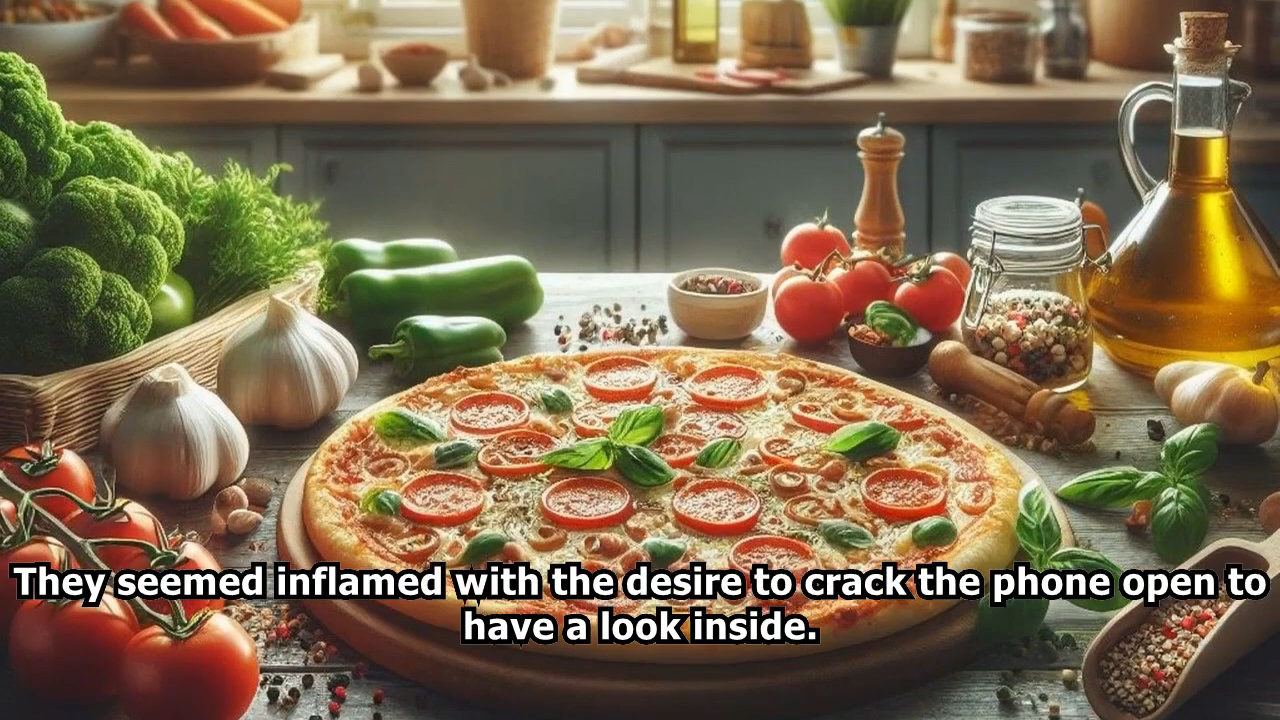 They seemed inflamed with the desire to crack the phone open to
have a look inside.